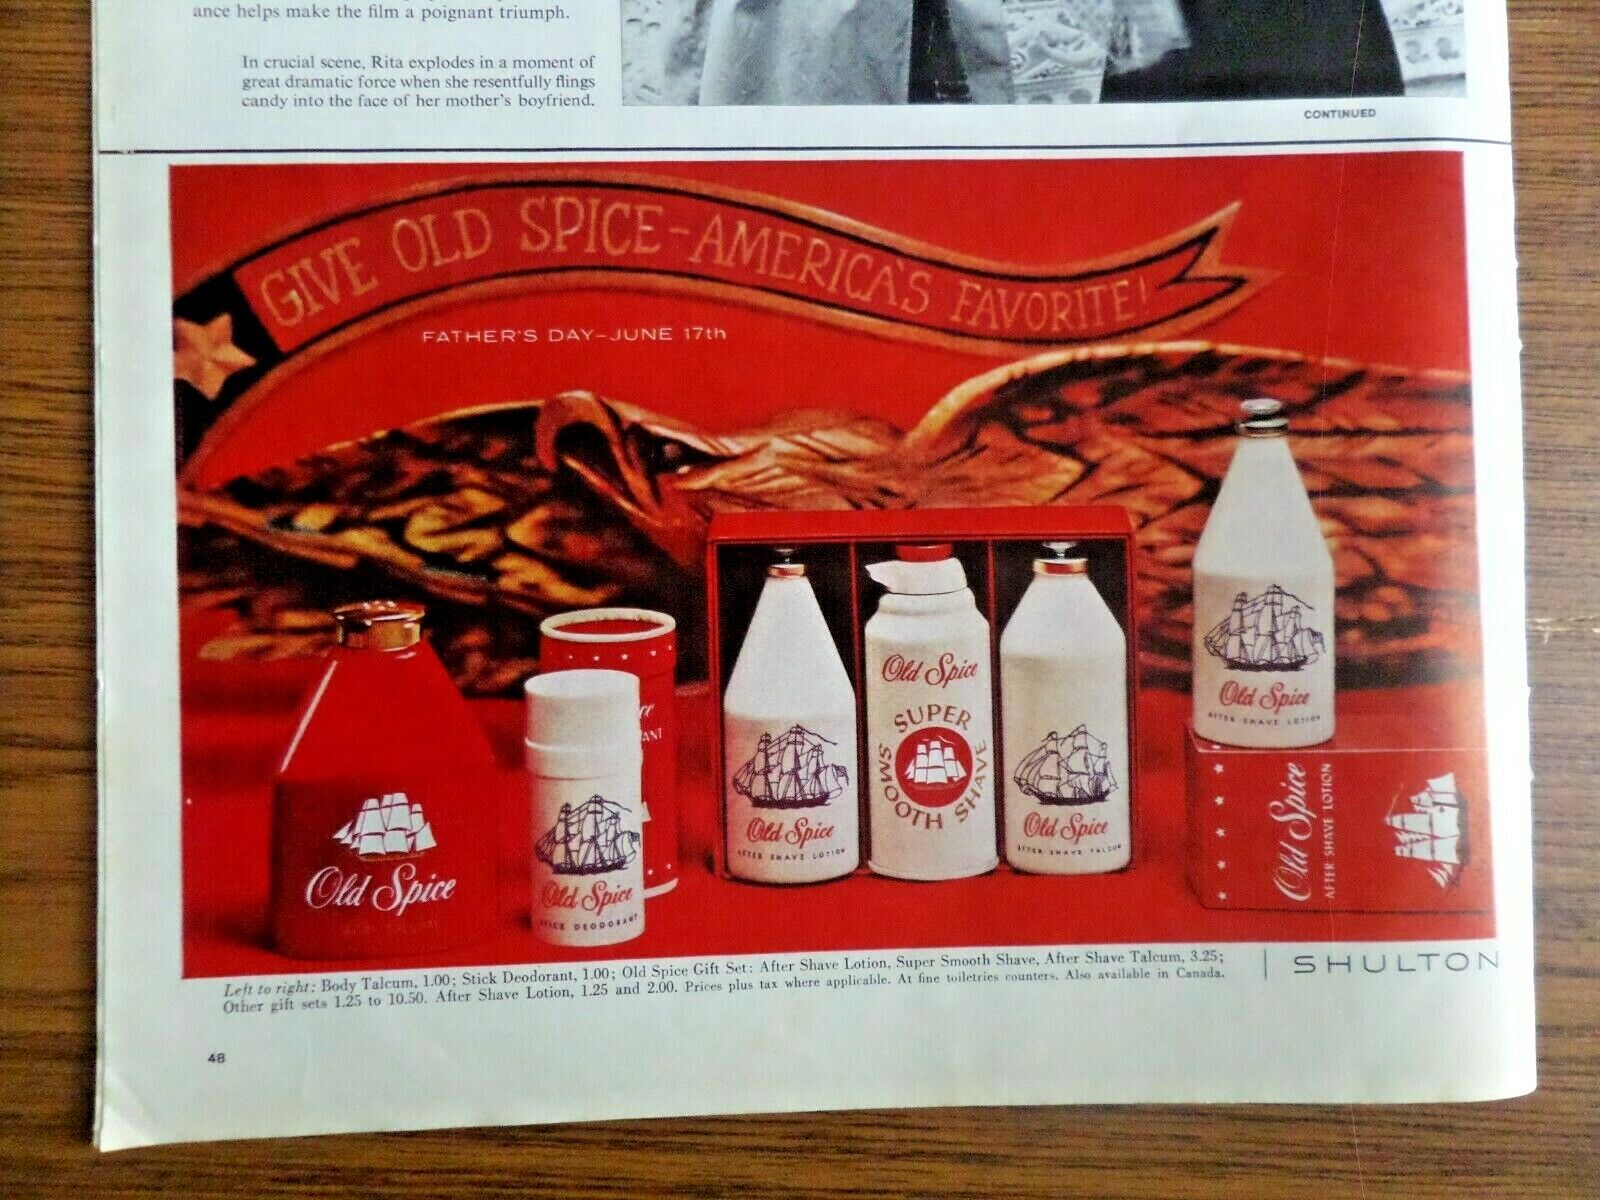 ance helps make the film a poignant triumph.
In crucial scene, Rita explodes in a moment of
great dramatic force when she resentfully flings
candy into the face of her mother's boyfriend.
CONTINUED
GIVE OLD SPICE-AMERICA'S FAVORITE!
FATHER'S DAY—JUNE 17th
Old Spice
BODY TALCUM
Old Spice
STICK DEODORANT
Old Spice
AFTER SHAVE LOTION
Old Spice
SUPER
SMOOTH SHAVE
Old Spice
AFTER SHAVE TALCUM
Old Spice
AFTER SHAVE LOTION
Old Spice
AFTER SHAVE LOTION
Left to right: Body Talcum, 1.00; Stick Deodorant, 1.00; Old Spice Gift Set: After Shave Lotion, Super Smooth Shave, After Shave Talcum, 3.25;
Other gift sets 1.25 to 10.50. After Shave Lotion, 1.25 and 2.00. Prices plus tax where applicable. At fine toiletries counters. Also available in Canada.
SHULTON
48